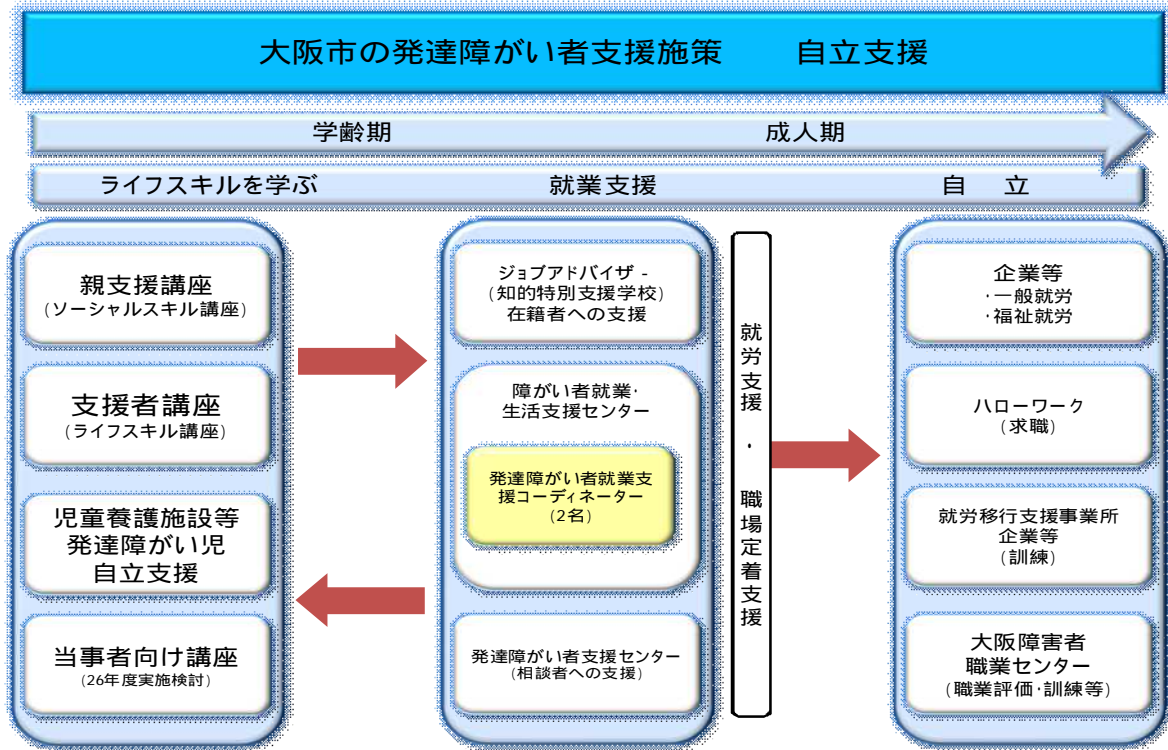 大阪市の発達障がい者支援施策　　自立支援
学齢期　成人期
ライフスキルを学ぶ　就業支援　自　立
親支援講座
(ソーシャルスキル講座)
支援者講座
(ライフスキル講座)
児童養護施設等
発達障がい児
自立支援
当事者向け講座
(26年度実施検討)
ジョブアドバイザ -
(知的特別支援学校)
在籍者への支援
障がい者就業・
生活支援センター
発達障がい者就業支
援コーディネーター
(2名)
発達障がい者支援センター
(相談者への支援)
就労支援・職場定着支援
企業等
・一般就労
・福祉就労
ハローワーク
(求職)
就労移行支援事業所
企業等
(訓練)
大阪障害者
職業センター
(職業評価・訓練等)